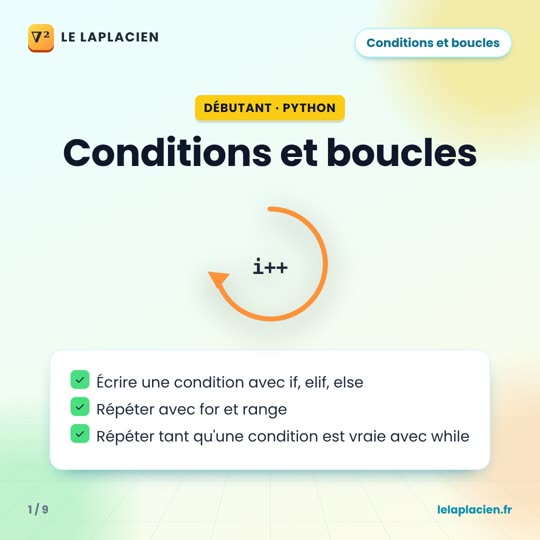 ∇² LE LAPLACIEN
Conditions et boucles
DÉBUTANT · PYTHON
Conditions et boucles
i++
Écrire une condition avec if, elif, else
Répéter avec for et range
Répéter tant qu'une condition est vraie avec while
1 / 9
lelaplacien.fr